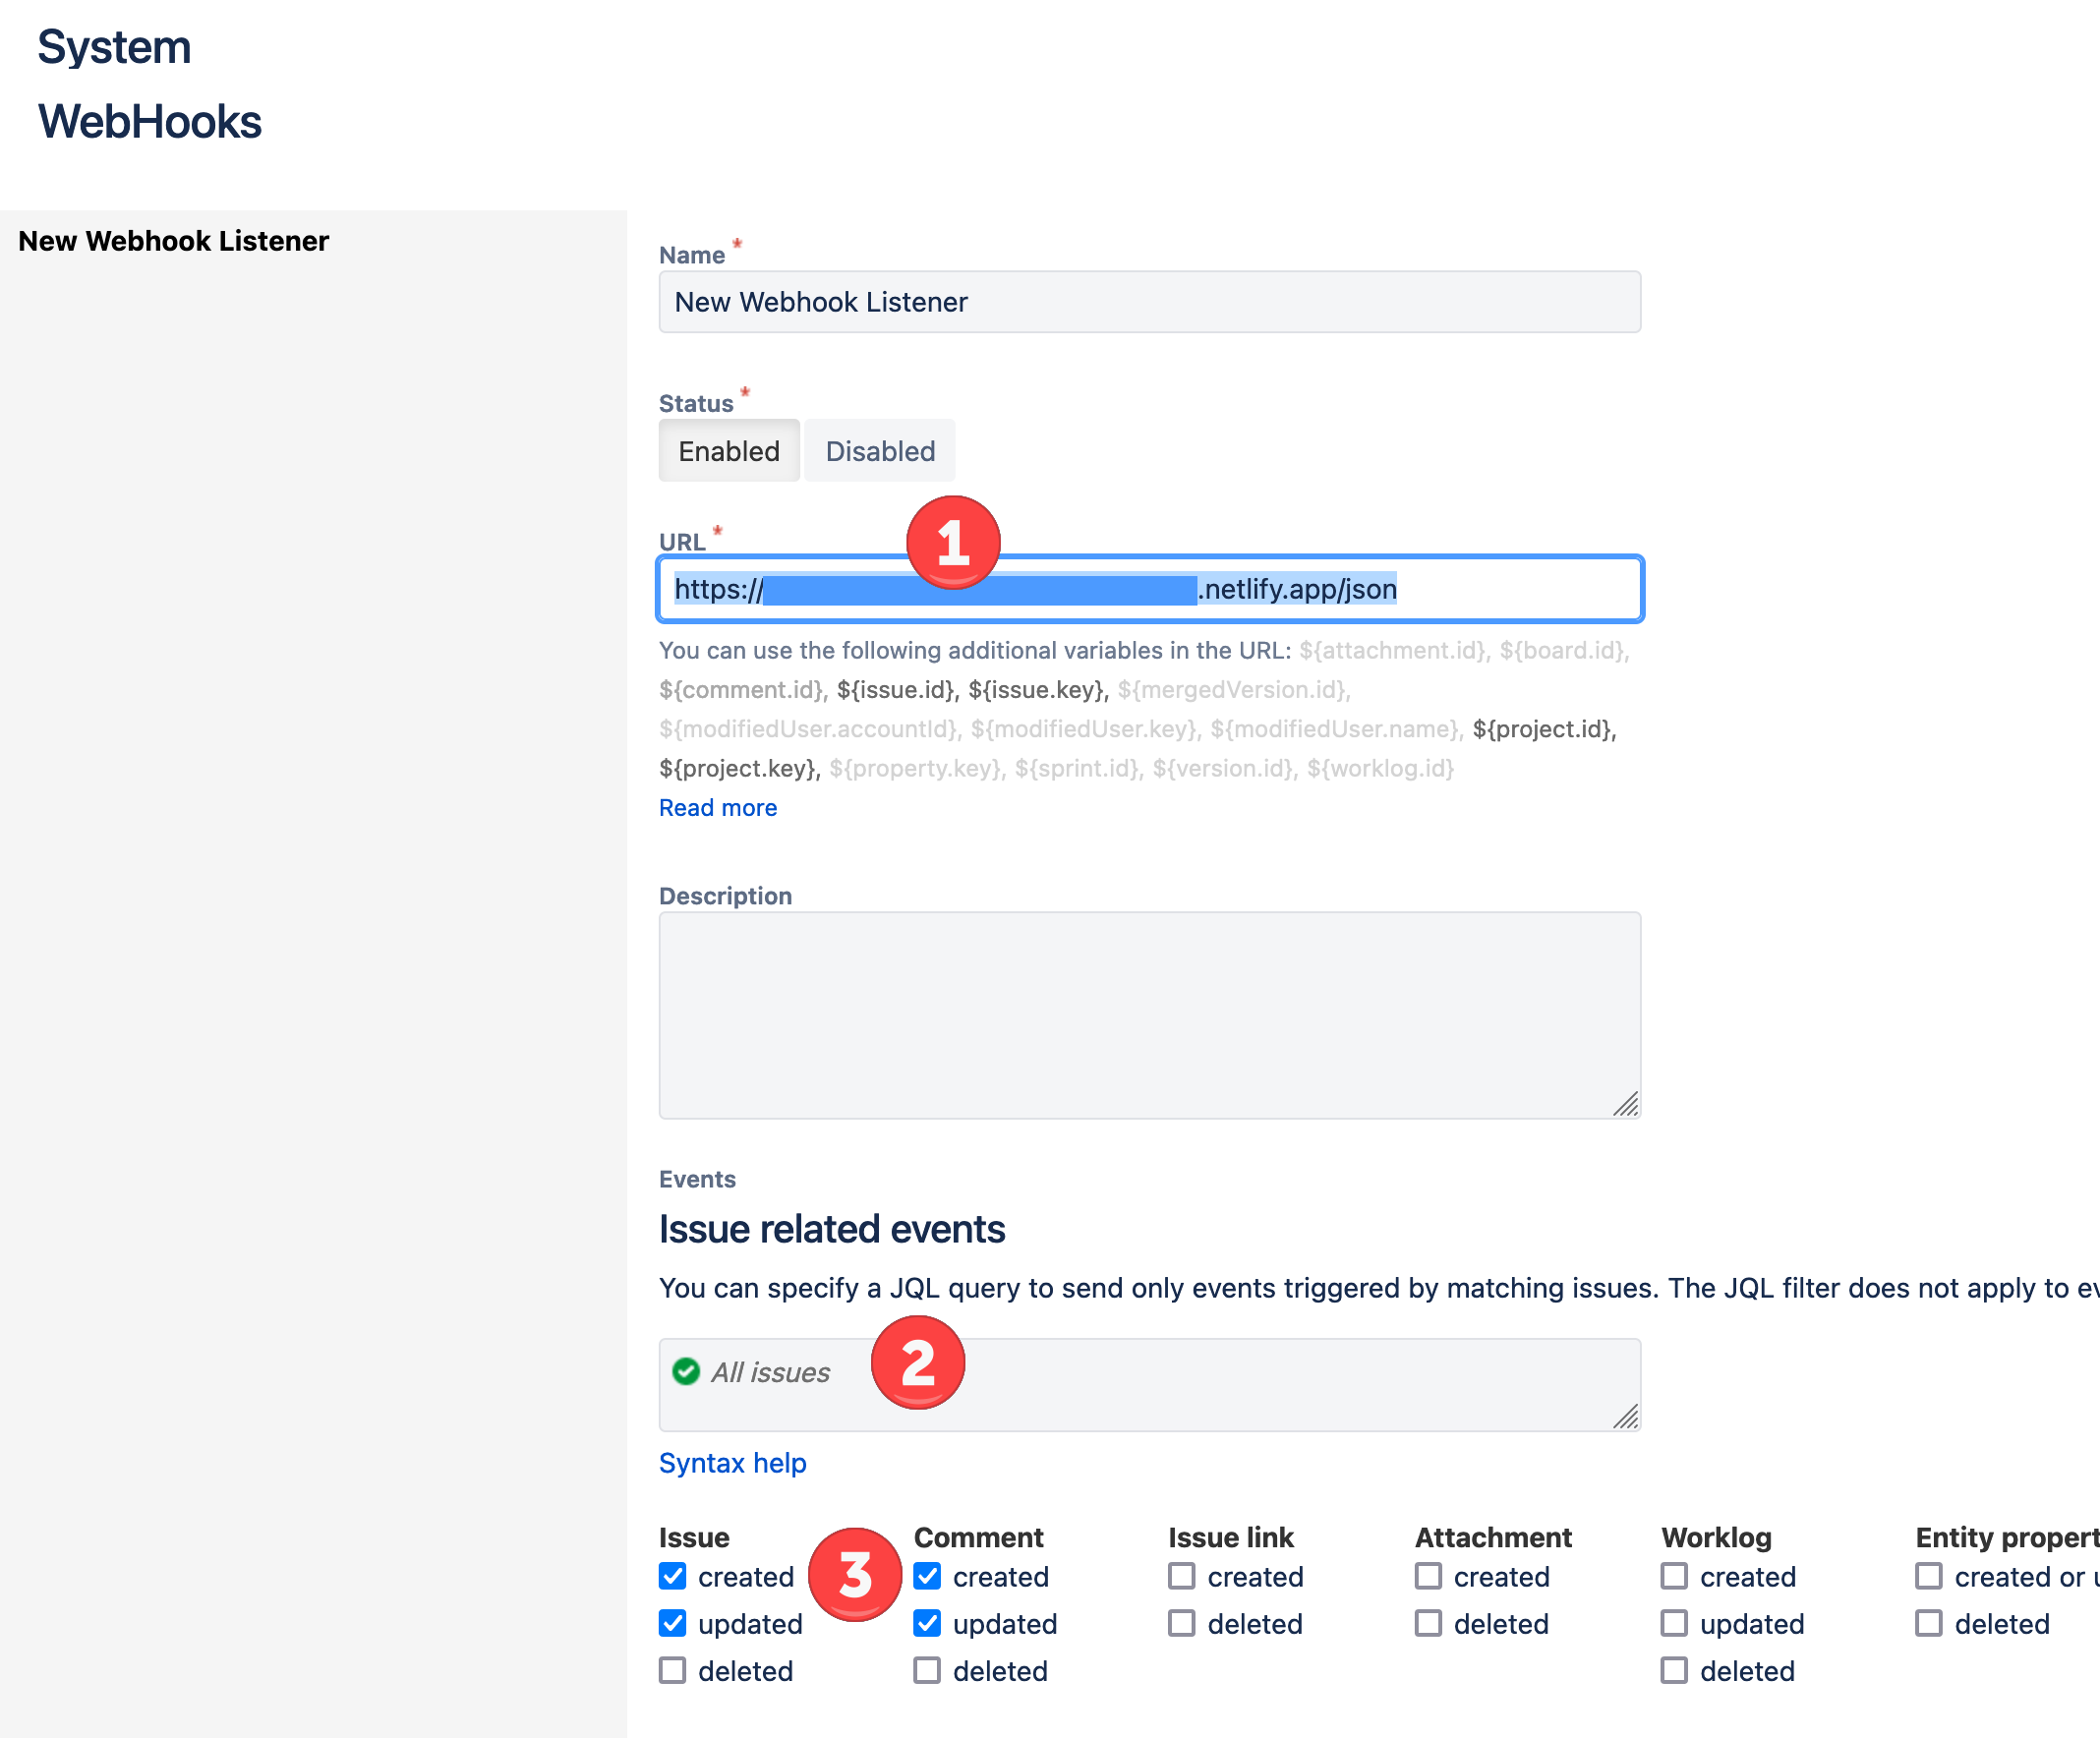 System
WebHooks
New Webhook Listener
Name *
New Webhook Listener
Status *
Enabled Disabled
1
URL *
https:// .netlify.app/json
You can use the following additional variables in the URL: ${attachment.id}, ${board.id},
${comment.id}, ${issue.id}, ${issue.key}, ${mergedVersion.id},
${modifiedUser.accountId}, ${modifiedUser.key}, ${modifiedUser.name}, ${project.id},
${project.key}, ${property.key}, ${sprint.id}, ${version.id}, ${worklog.id}
Read more
Description
Events
Issue related events
You can specify a JQL query to send only events triggered by matching issues. The JQL filter does not apply to
All issues
2
Syntax help
Issue 3 Comment Issue link Attachment Worklog Entity
created created created created created created or
updated updated deleted deleted updated deleted
deleted deleted deleted